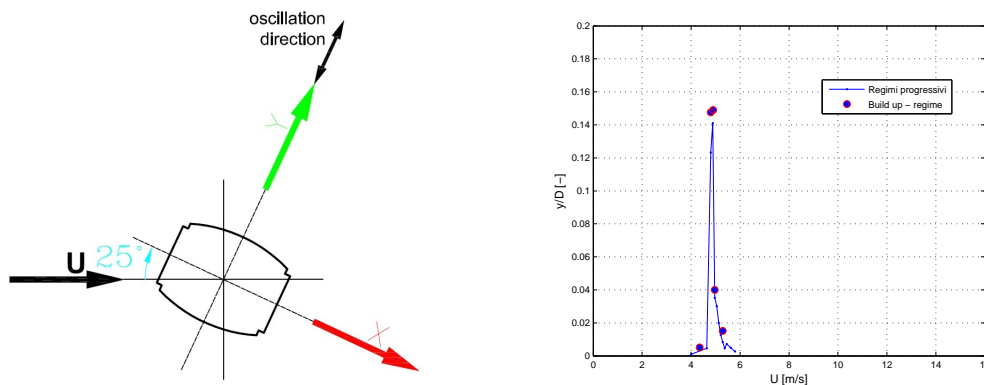 oscillation
direction
Y
U
25°
X
0.2
0.18
0.16
0.14
0.12
0.1
0.08
0.06
0.04
0.02
0
y/D [−]
Regimi progressivi
Build up − regime
0 2 4 6 8 10 12 14 16
U [m/s]